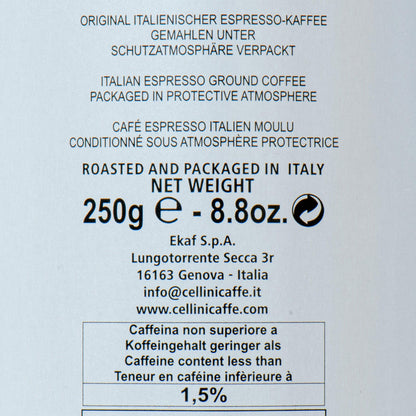 ORIGINAL ITALIENISCHER ESPRESSO-KAFFEE
GEMAHLEN UNTER
SCHUTZATMOSPHÄRE VERPACKT
ITALIAN ESPRESSO GROUND COFFEE
PACKAGED IN PROTECTIVE ATMOSPHERE
CAFÉ EXPRESSO ITALIEN MOULU
CONDITIONNÉ SOUS ATMOSPHÈRE PROTECTRICE
ROASTED AND PACKAGED IN ITALY
NET WEIGHT
250g ℮ - 8.8oz.
Ekaf S.p.A.
Lungotorrente Secca 3r
16163 Genova - Italia
info@cellinicaffe.it
www.cellinicaffe.com
Caffeina non superiore a
Koffeingehalt geringer als
Caffeine content less than
Teneur en caféine infèrieure à
1,5%